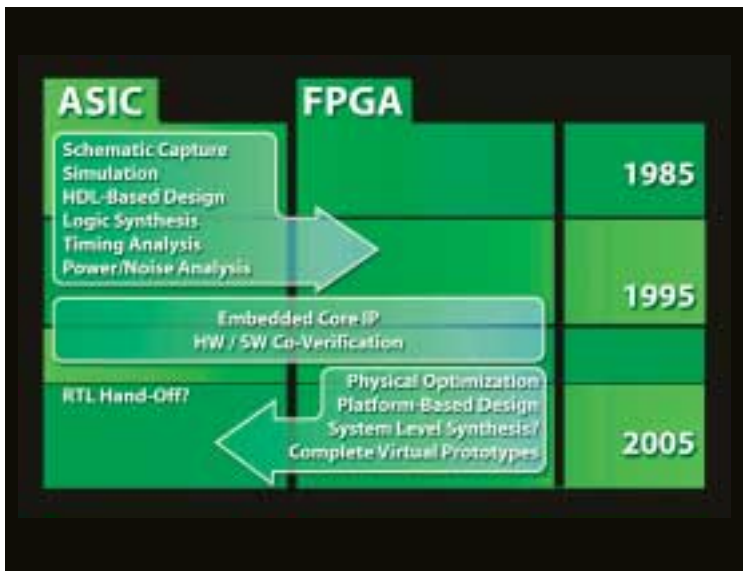 ASIC
FPGA
Schematic Capture
Simulation
HDL-Based Design
Logic Synthesis
Timing Analysis
Power/Noise Analysis
1985
1995
Embedded Core IP
HW / SW Co-Verification
RTL Hand-Off?
Physical Optimization
Platform-Based Design
System Level Synthesis?
Complete Virtual Prototypes
2005